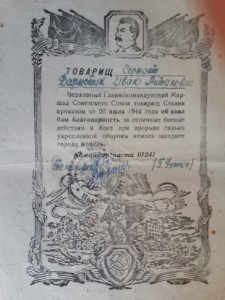 ТОВАРИЩ Сержант
Иван
Верховный Главнокомандующий Мар-
шал Советского Союза товарищ Сталин
приказом от 20 июля 1944 года объявил
Вам благодарность за отличные боевые
действия в боях при прорыве сильно
укрепленной обороны немцев западнее
города Ковель.
Командир части 61241